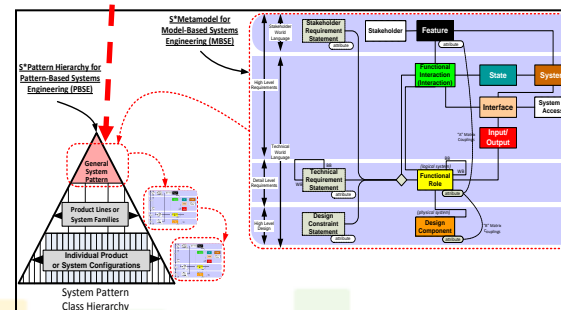 S*Metamodel for
Model-Based Systems
Engineering (MBSE)
S*Pattern Hierarchy for
Pattern-Based Systems
Engineering (PBSE)
General
System
Pattern
Product Lines or
System Families
Individual Product
or System Configurations
System Pattern
Class Hierarchy
Stakeholder
World
Language
High Level
Requirements
Technical
World
Language
Detail Level
Requirements
High Level
Design
Stakeholder
Requirement
Statement
attribute
Stakeholder
Feature
attribute
Functional
Interaction
(Interaction)
State
System
Interface
System
Access
Input/
Output
"A" Matrix
Couplings
BB
WB
Technical
Requirement
Statement
attribute
(logical system)
BB
WB
Functional
Role
attribute
Design
Constraint
Statement
attribute
(physical system)
Design
Component
attribute
"B" Matrix
Couplings